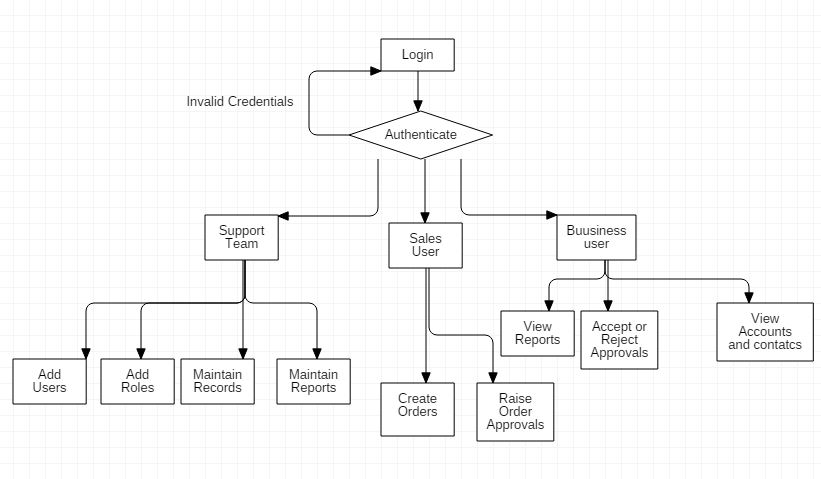 Login
Invalid Credentials
Authenticate
Support
Team
Sales
User
Buusiness
user
View
Reports
Accept or
Reject
Approvals
View
Accounts
and contatcs
Add
Users
Add
Roles
Maintain
Records
Maintain
Reports
Create
Orders
Raise
Order
Approvals